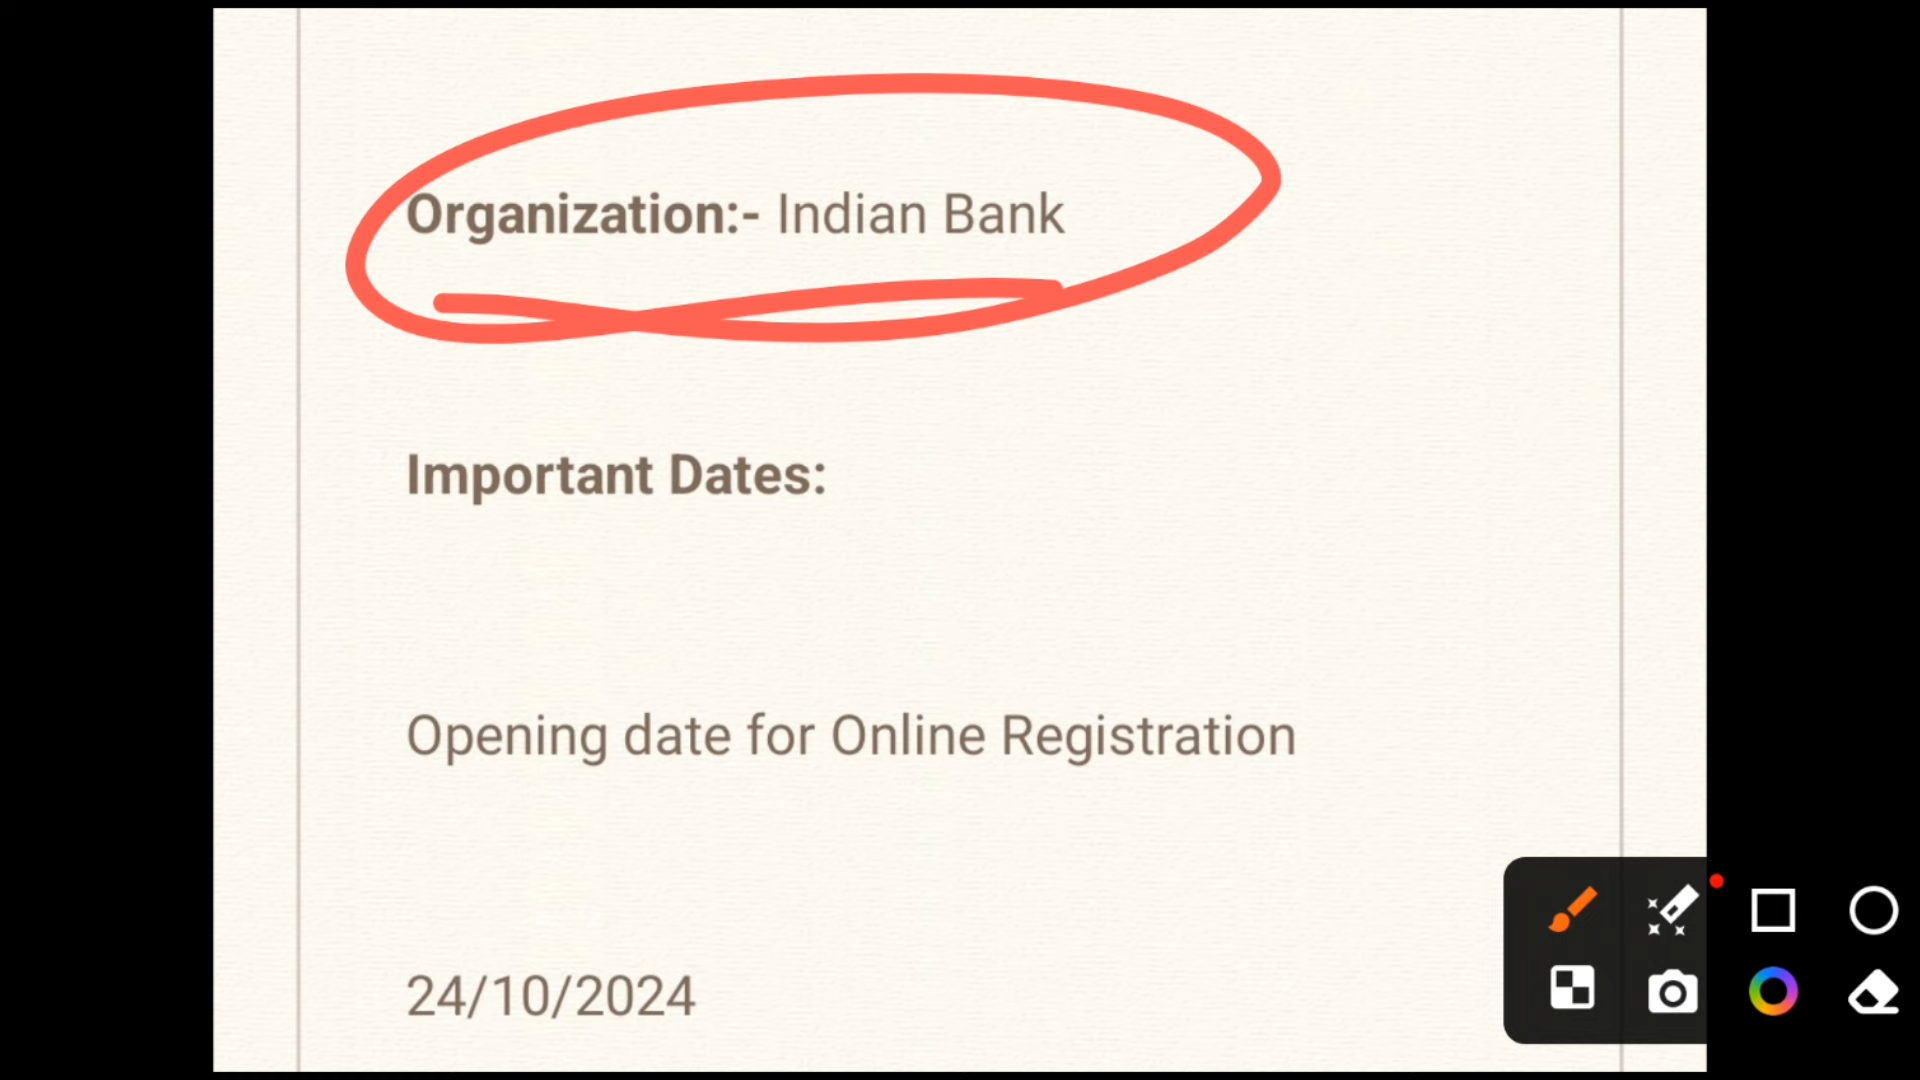 Organization:- Indian Bank
Important Dates:
Opening date for Online Registration
24/10/2024